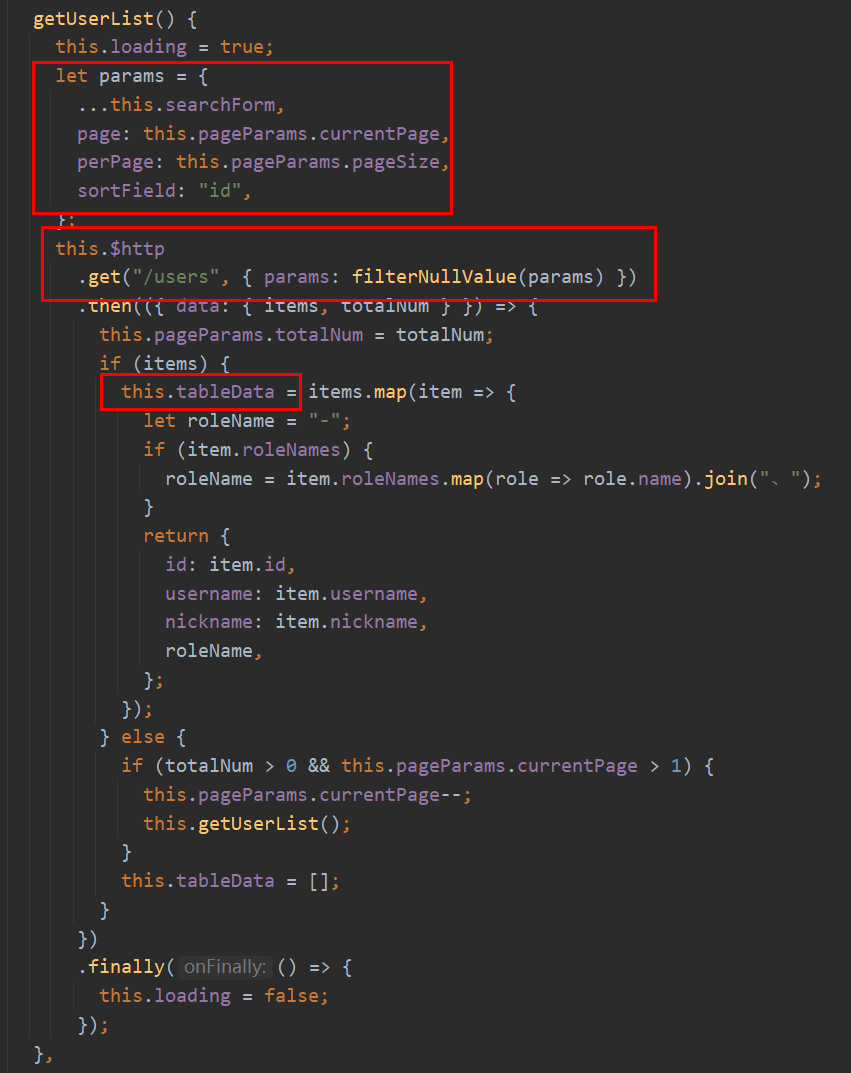 getUserList() {
this.loading = true;
let params = {
...this.searchForm,
page: this.pageParams.currentPage,
perPage: this.pageParams.pageSize,
sortField: "id",
};
this.$http
.get("/users", { params: filterNullValue(params) })
.then(({ data: { items, totalNum } }) => {
this.pageParams.totalNum = totalNum;
if (items) {
this.tableData = items.map(item => {
let roleName = "-";
if (item.roleNames) {
roleName = item.roleNames.map(role => role.name).join("、");
}
return {
id: item.id,
username: item.username,
nickname: item.nickname,
roleName,
};
});
} else {
if (totalNum > 0 && this.pageParams.currentPage > 1) {
this.pageParams.currentPage--;
this.getUserList();
}
this.tableData = [];
}
})
.finally( onFinally: () => {
this.loading = false;
});
},